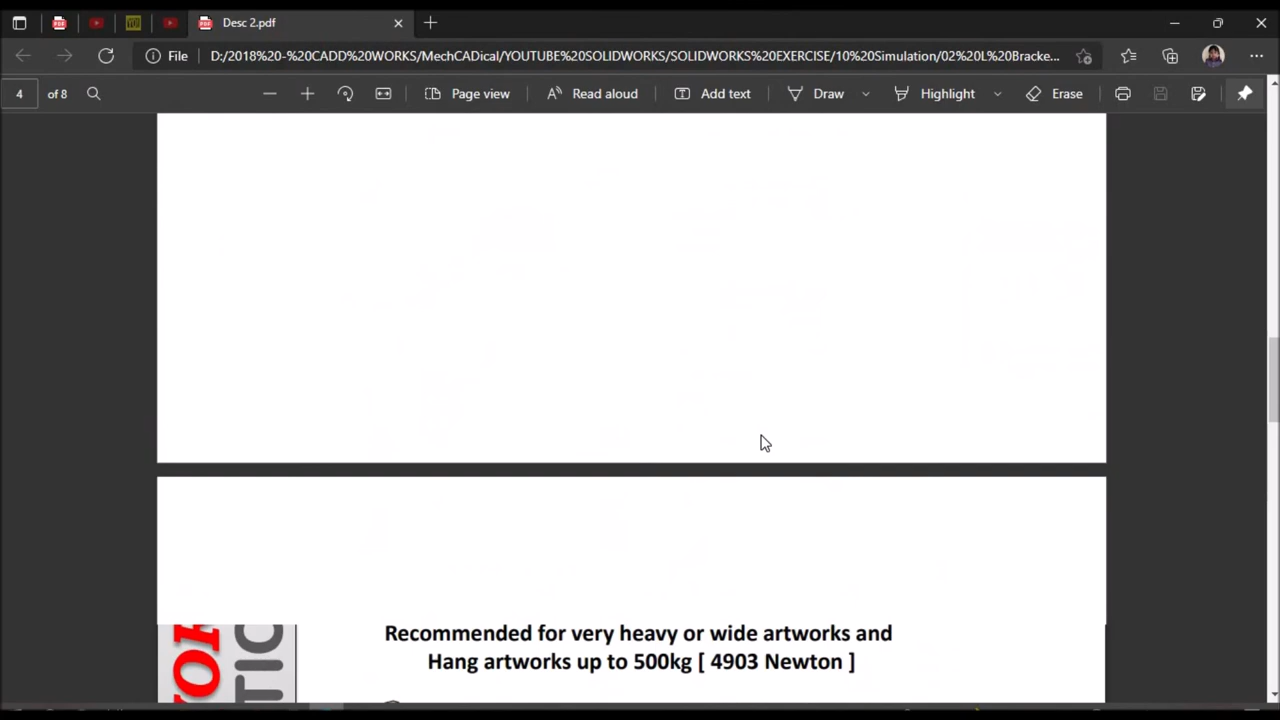 Desc 2.pdf
File
D:/2018%20-%20CADD%20WORKS/MechCADical/YOUTUBE%20SOLIDWORKS/SOLIDWORKS%20EXERCISE/10%20Simulation/02%20L%20Bracke...
4 of 8
Page view
Read aloud
Add text
Draw
Highlight
Erase
Recommended for very heavy or wide artworks and
Hang artworks up to 500kg [ 4903 Newton ]